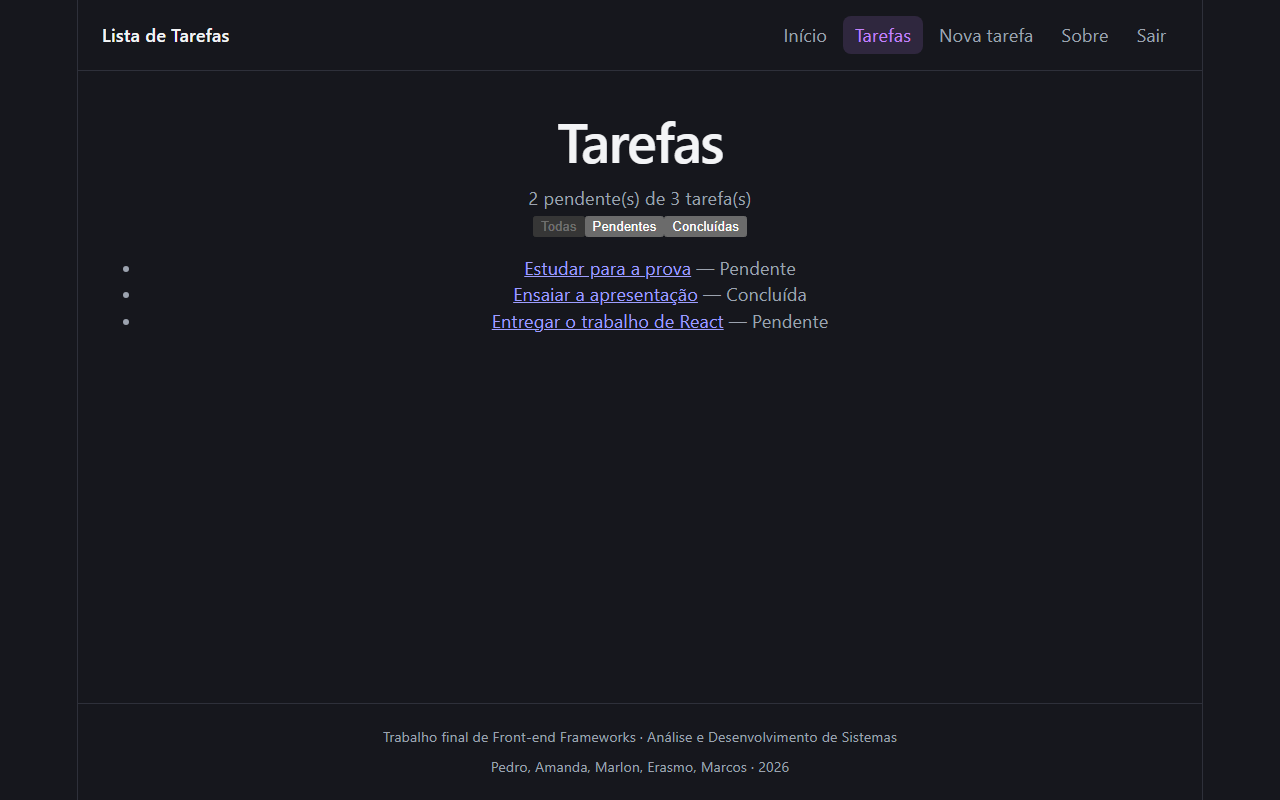 Lista de Tarefas
Início Tarefas Nova tarefa Sobre Sair
Tarefas
2 pendente(s) de 3 tarefa(s)
Todas Pendentes Concluídas
Estudar para a prova — Pendente
Ensaiar a apresentação — Concluída
Entregar o trabalho de React — Pendente
Trabalho final de Front-end Frameworks · Análise e Desenvolvimento de Sistemas
Pedro, Amanda, Marlon, Erasmo, Marcos · 2026